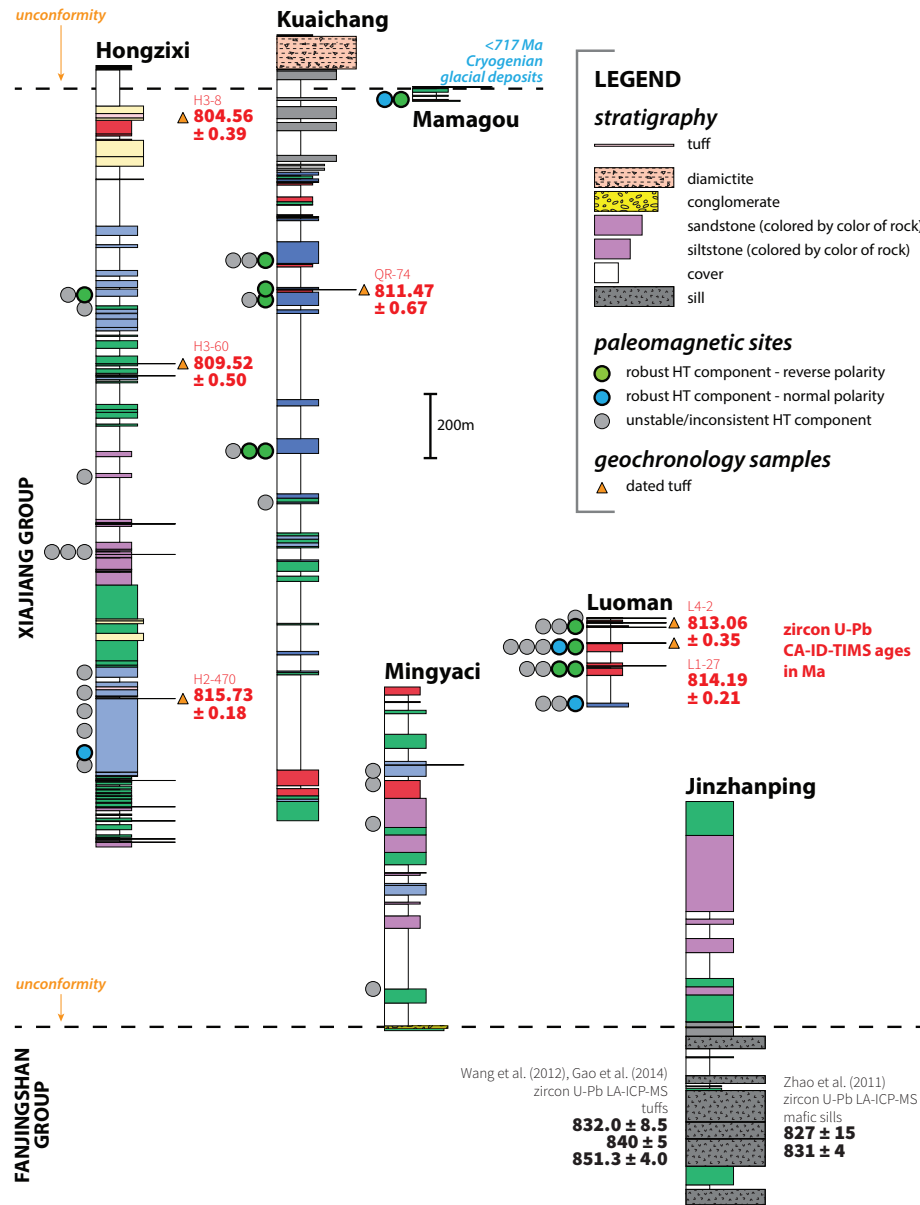 unconformity
Kuaichang
Hongzixi
<717 Ma
Cryogenian
glacial deposits
Mamagou
H3-8
804.56
± 0.39
QR-74
811.47
± 0.67
H3-60
809.52
± 0.50
200m
XIAJIANG GROUP
H2-470
815.73
± 0.18
Mingyaci
Luoman
L4-2
813.06
± 0.35
L1-27
814.19
± 0.21
zircon U-Pb
CA-ID-TIMS ages
in Ma
Jinzhanping
unconformity
FANJINGSHAN
GROUP
Wang et al. (2012), Gao et al. (2014)
zircon U-Pb LA-ICP-MS
tuffs
832.0 ± 8.5
840 ± 5
851.3 ± 4.0
Zhao et al. (2011)
zircon U-Pb LA-ICP-MS
mafic sills
827 ± 15
831 ± 4
LEGEND
stratigraphy
tuff
diamictite
conglomerate
sandstone (colored by color of rock)
siltstone (colored by color of rock)
cover
sill
paleomagnetic sites
robust HT component - reverse polarity
robust HT component - normal polarity
unstable/inconsistent HT component
geochronology samples
dated tuff